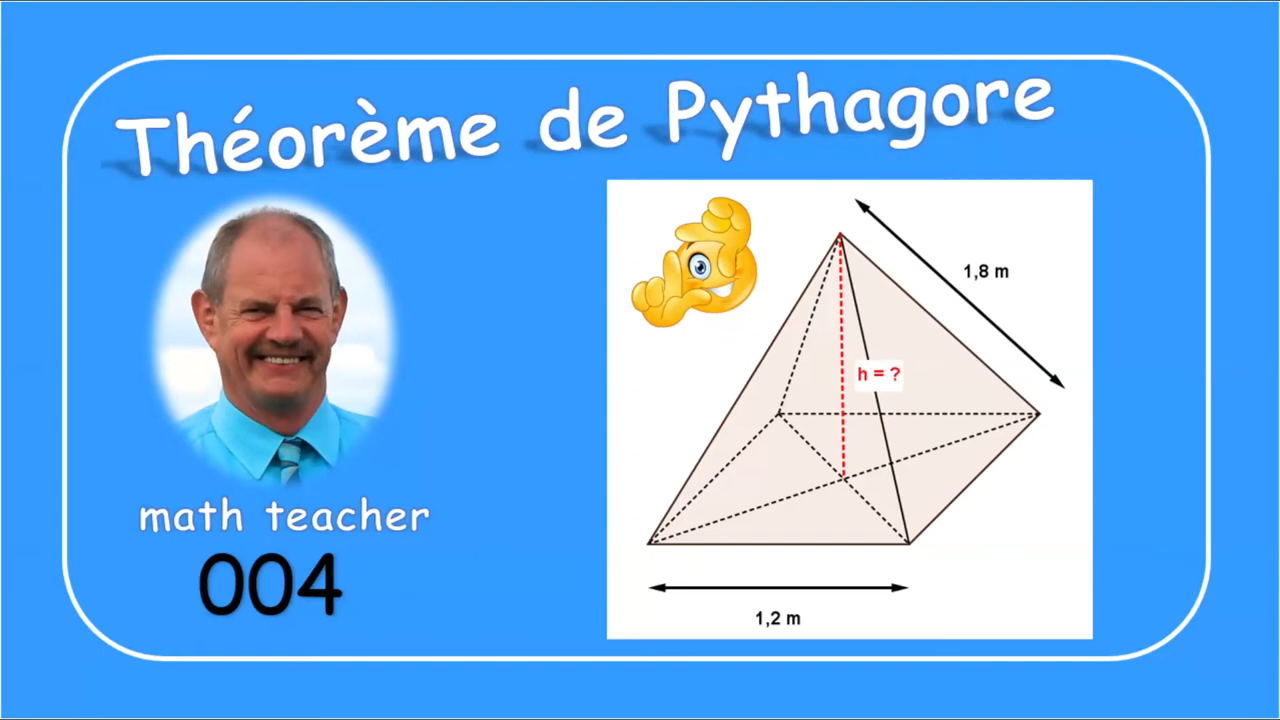 Théorème de Pythagore
1,8 m
h = ?
math teacher
004
1,2 m